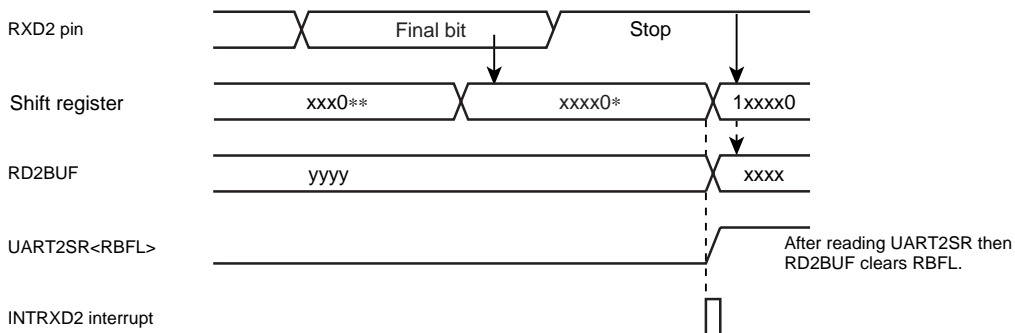 RXD2 pin Final bit Stop
Shift register xxx0** xxxx0* 1xxxx0
RD2BUF yyyy xxxx
UART2SR<RBFL> After reading UART2SR then
RD2BUF clears RBFL.
INTRXD2 interrupt